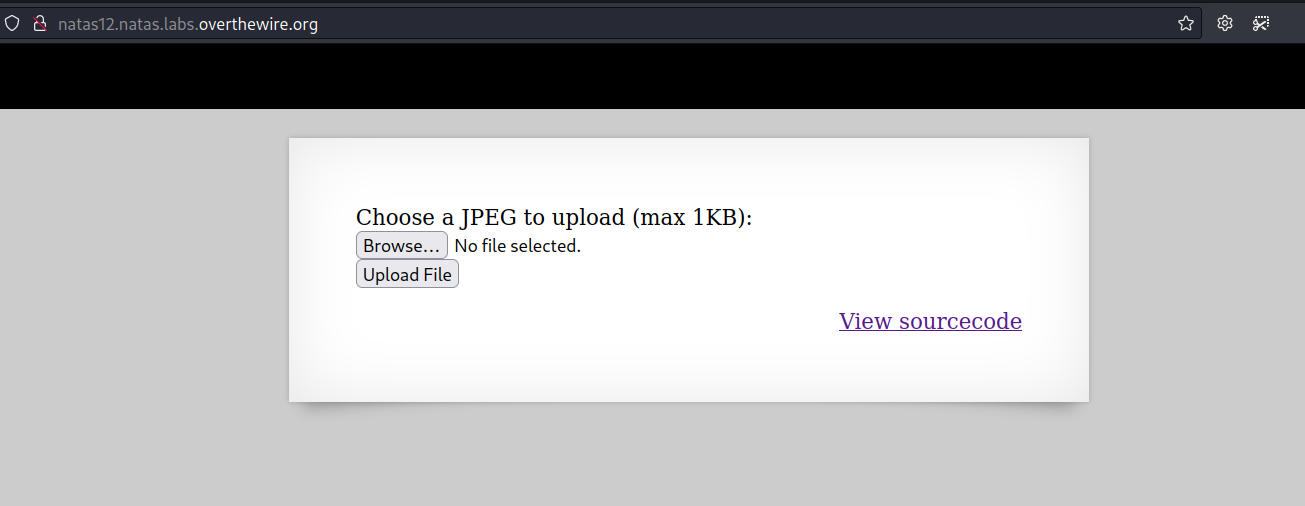 natas12.natas.labs.overthewire.org
Choose a JPEG to upload (max 1KB):
Browse... No file selected.
Upload File
View sourcecode